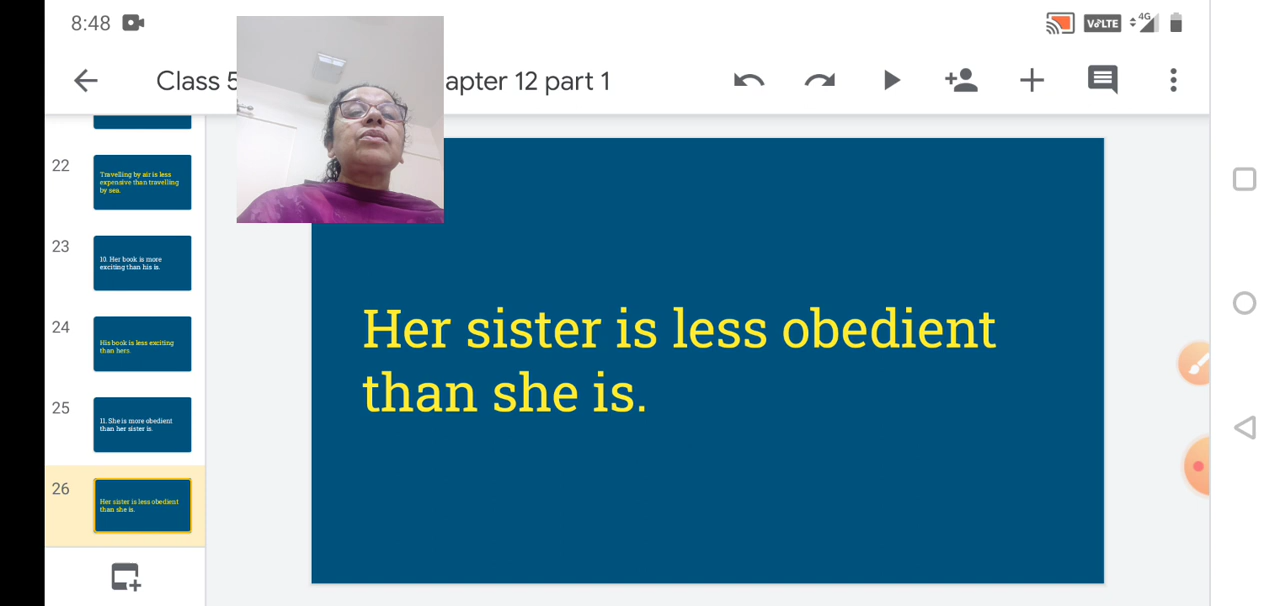 8:48
VoLTE
4G
Class 5
apter 12 part 1
22
Travelling by air is less
expensive than travelling
by sea.
23
10. Her book is more
exciting than his is.
24
His book is less exciting
than hers.
25
11. She is more obedient
than her sister is.
26
Her sister is less obedient
than she is.
Her sister is less obedient
than she is.